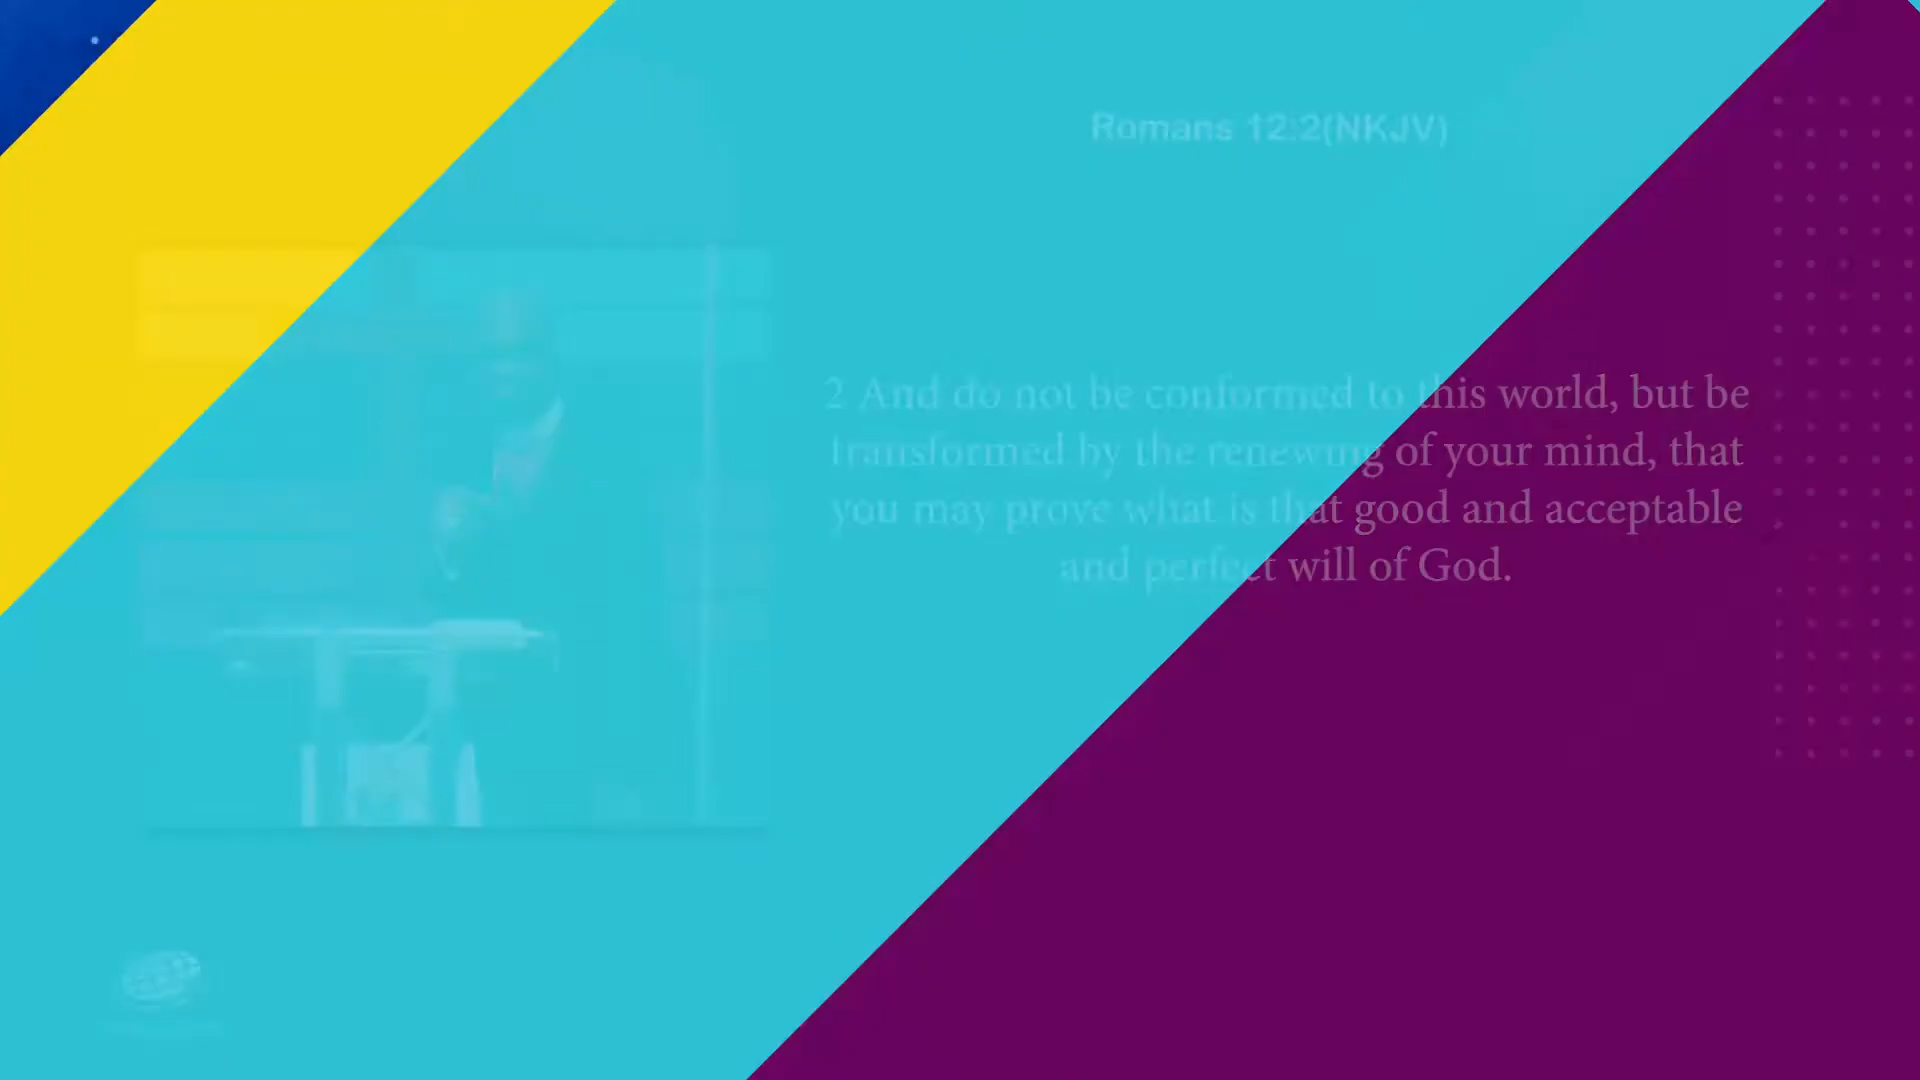 Romans 12:2(NKJV)
2 And do not be conformed to this world, but be
transformed by the renewing of your mind, that
you may prove what is that good and acceptable
and perfect will of God.